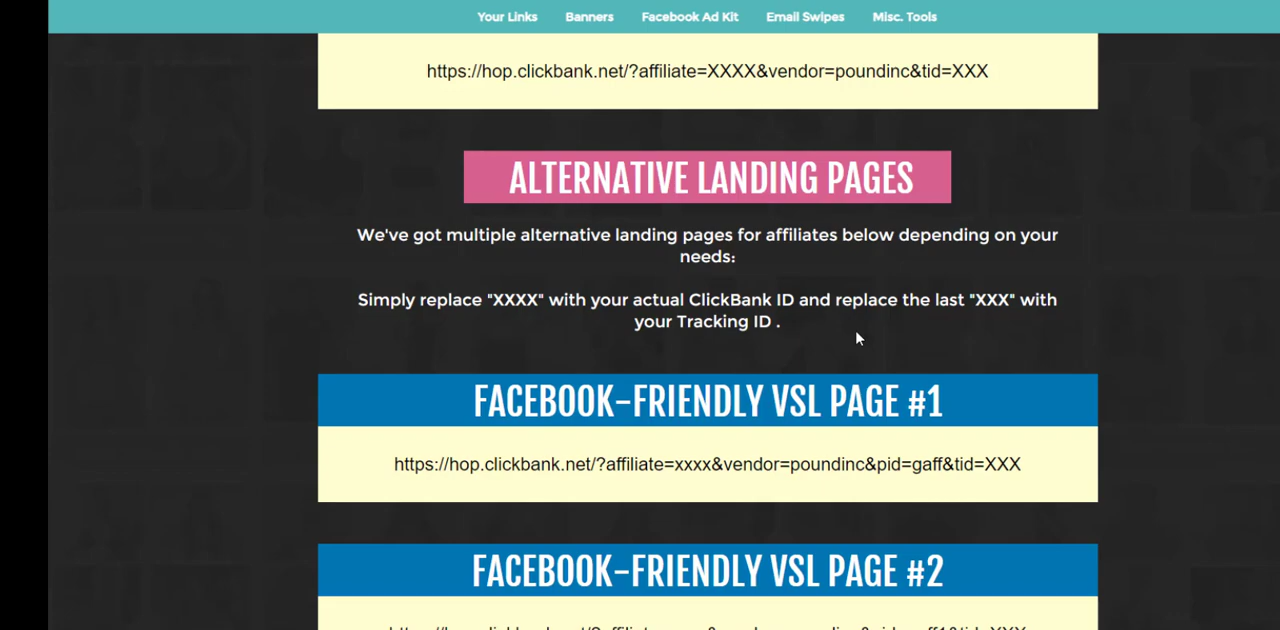 Your Links Banners Facebook Ad Kit Email Swipes Misc. Tools
https://hop.clickbank.net/?affiliate=XXXX&vendor=poundinc&tid=XXX
ALTERNATIVE LANDING PAGES
We've got multiple alternative landing pages for affiliates below depending on your
needs:
Simply replace "XXXX" with your actual ClickBank ID and replace the last "XXX" with
your Tracking ID .
FACEBOOK-FRIENDLY VSL PAGE #1
https://hop.clickbank.net/?affiliate=xxxx&vendor=poundinc&pid=gaff&tid=XXX
FACEBOOK-FRIENDLY VSL PAGE #2